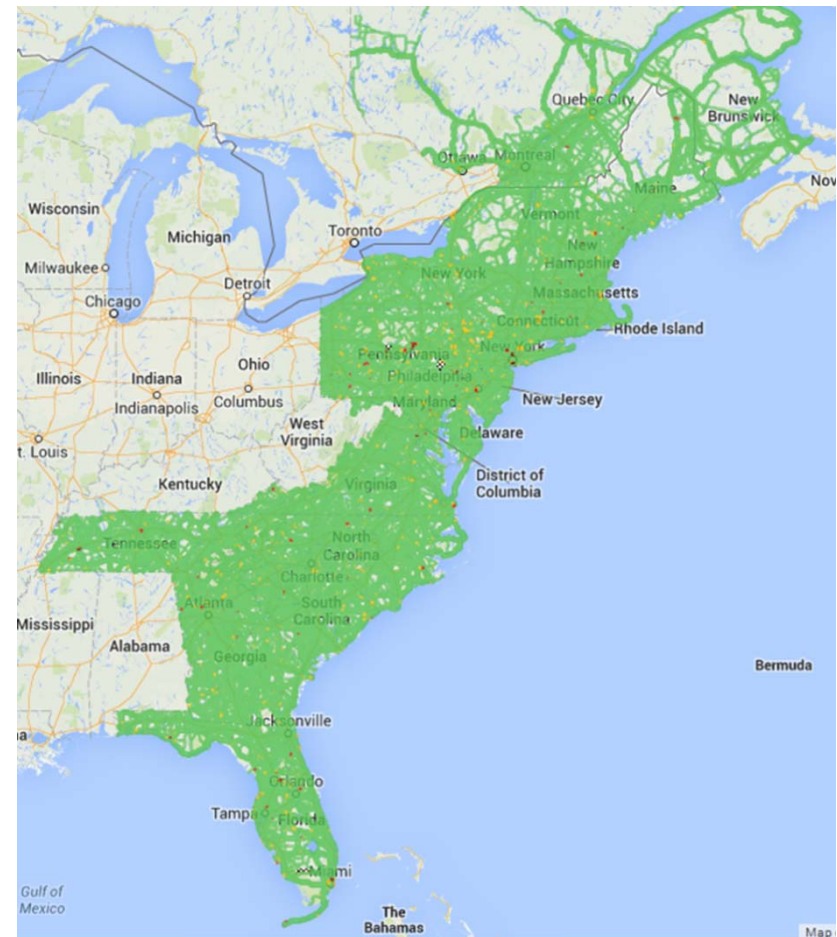 Quebec City
New
Brunswick
Ottawa
Montreal
Maine
Nov
Wisconsin
Vermont
Michigan
Toronto
New
Hampshire
Milwaukee
New York
Detroit
Massachusetts
Chicago
Connecticut
Rhode Island
New York
Pennsylvania
Ohio
Illinois
Indiana
Philadelphia
Columbus
New Jersey
Indianapolis
Maryland
West
Virginia
Delaware
t. Louis
District of
Columbia
Kentucky
Virginia
Tennessee
North
Carolina
Charlotte
Atlanta
South
Carolina
Mississippi
Alabama
Georgia
Bermuda
Jacksonville
na
Orlando
Tampa
Florida
Miami
Gulf of
Mexico
The
Bahamas
Map